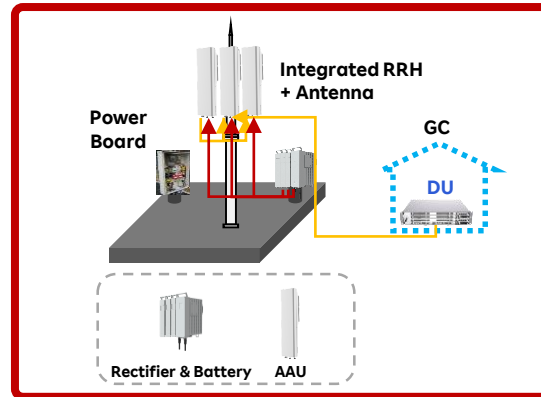 Integrated RRH
+ Antenna
Power
Board
GC
DU
Rectifier & Battery
AAU